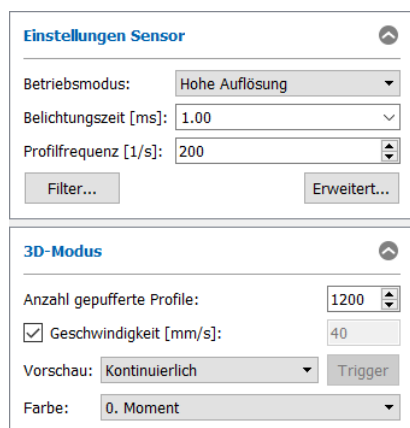 Einstellungen Sensor
Betriebsmodus: Hohe Auflösung
Belichtungszeit [ms]: 1.00
Profilfrequenz [1/s]: 200
Filter... Erweitert...
3D-Modus
Anzahl gepufferte Profile: 1200
Geschwindigkeit [mm/s]: 40
Vorschau: Kontinuierlich Trigger
Farbe: 0. Moment